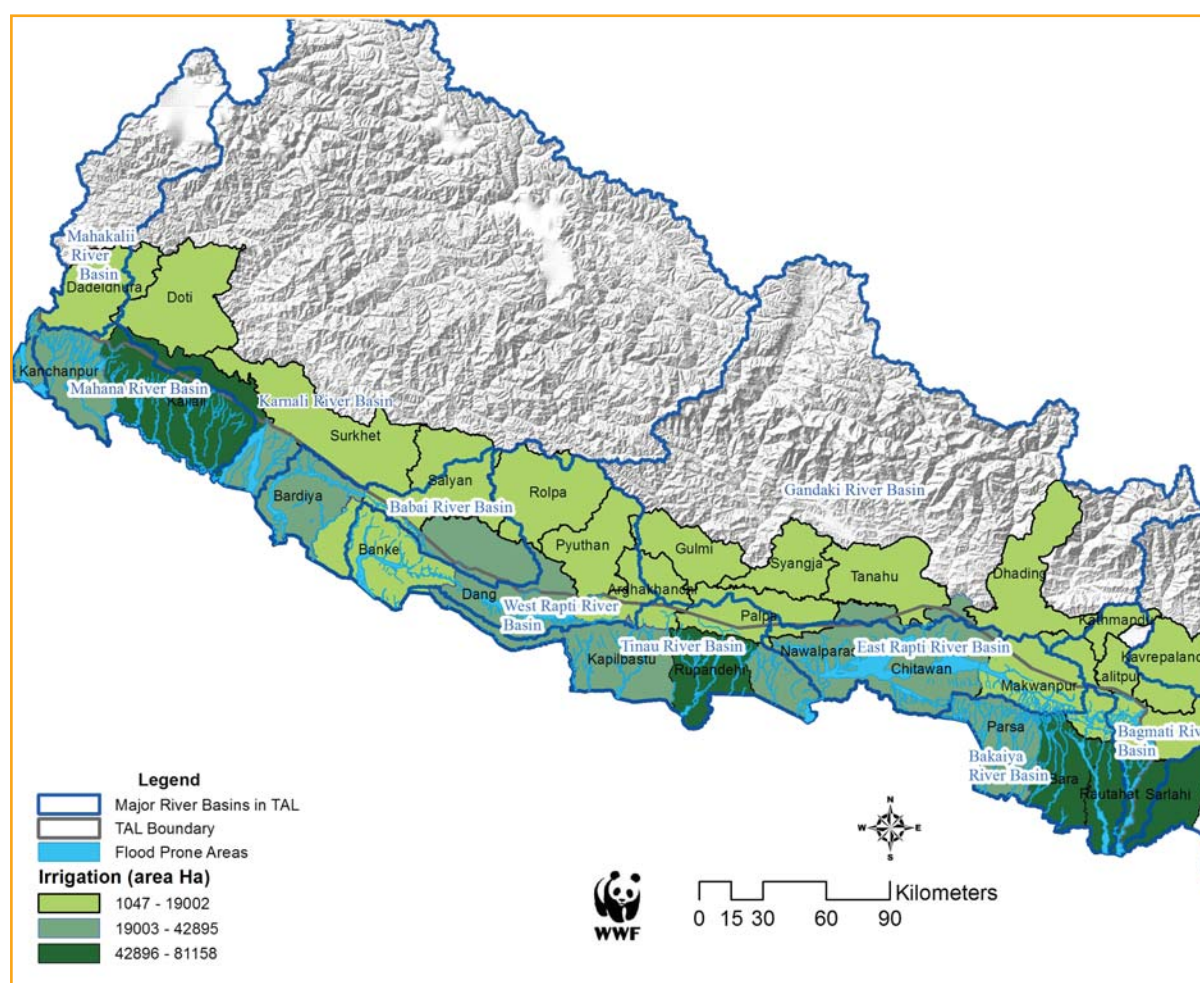 Mahakalii
River
Basin
Dadeldhura
Doti
Kanchanpur
Mahana River Basin
Kailali
Karnali River Basin
Surkhet
Salyan
Rolpa
Gandaki River Basin
Bardiya
Babai River Basin
Banke
Pyuthan
Gulmi
Syangja
Tanahu
Dhading
Dang
Arghakhanchi
West Rapti River
Basin
Palpa
Kathmandu
Kapilbastu
Tinau River Basin
Rupandehi
Nawalparas
East Rapti River Basin
Chitawan
Makwanpur
Lalitpur
Kavrepalanc
Parsa
Bakaiya
River Basin
Bara
Rautahat
Bagmati Riv
Basin
Sarlahi
Legend
Major River Basins in TAL
TAL Boundary
Flood Prone Areas
Irrigation (area Ha)
1047 - 19002
19003 - 42895
42896 - 81158
N
W E
S
WWF
Kilometers
0 15 30 60 90